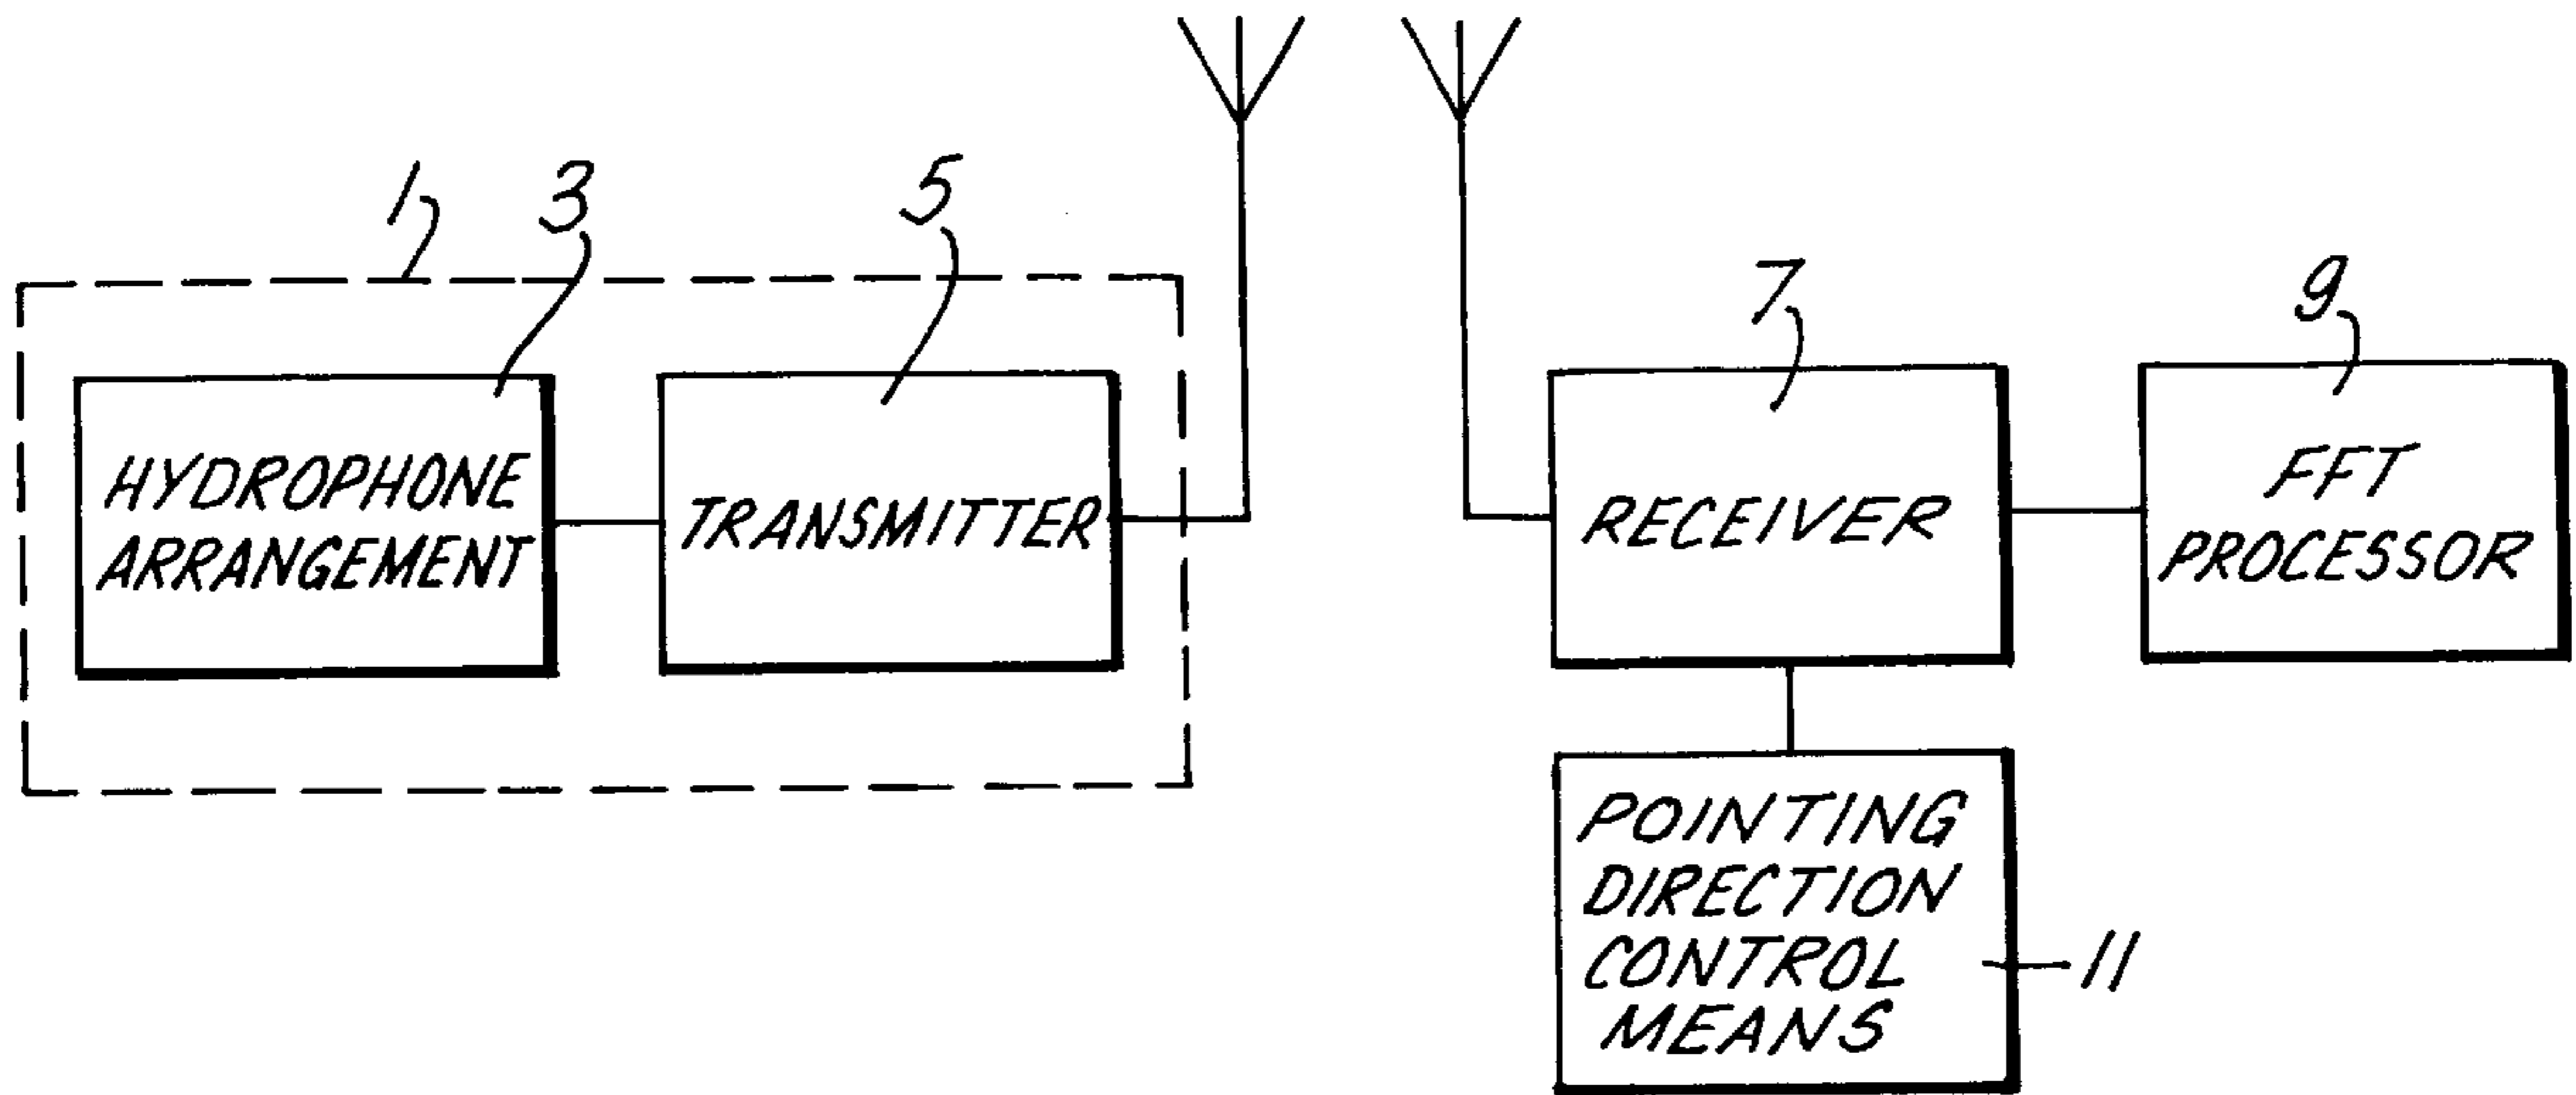 1
3
5
7
9
HYDROPHONE
ARRANGEMENT
TRANSMITTER
RECEIVER
FFT
PROCESSOR
POINTING
DIRECTION
CONTROL
MEANS
11